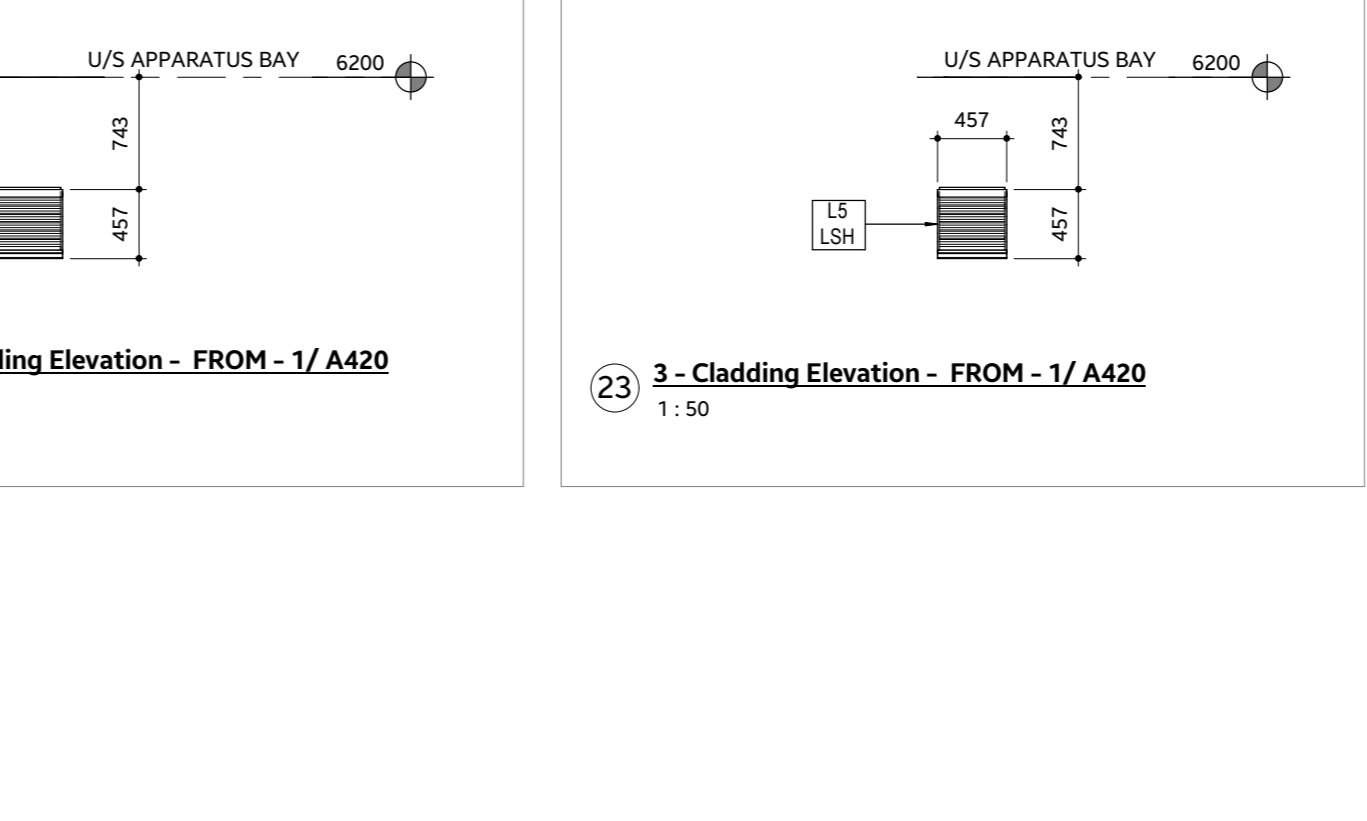 U/S APPARATUS BAY 6200
743
457
ling Elevation - FROM - 1/ A420
U/S APPARATUS BAY 6200
457
743
L5
LSH
457
23 3 - Cladding Elevation - FROM - 1/ A420
1 : 50